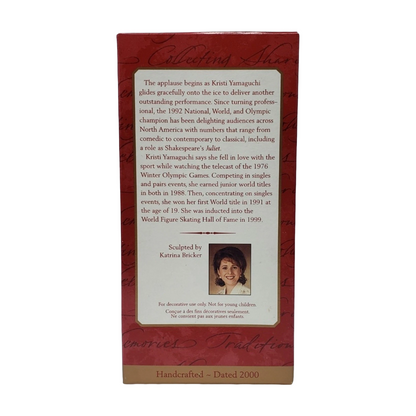 Collecting Share
The applause begins as Kristi Yamaguchi
glides gracefully onto the ice to deliver another
outstanding performance. Since turning profes-
sional, the 1992 National, World, and Olympic
champion has been delighting audiences across
North America with numbers that range from
comedic to contemporary to classical, including
a role as Shakespeare's Juliet.
Kristi Yamaguchi says she fell in love with the
sport while watching the telecast of the 1976
Winter Olympic Games. Competing in singles
and pairs events, she earned junior world titles
in both in 1988. Then, concentrating on singles
events, she won her first World title in 1991 at
the age of 19. She was inducted into the
World Figure Skating Hall of Fame in 1999.
Sculpted by
Katrina Bricker
For decorative use only. Not for young children.
Conçue à des fins décoratives seulement.
Ne convient pas aux jeunes enfants.
Memories Tradition
Handcrafted – Dated 2000